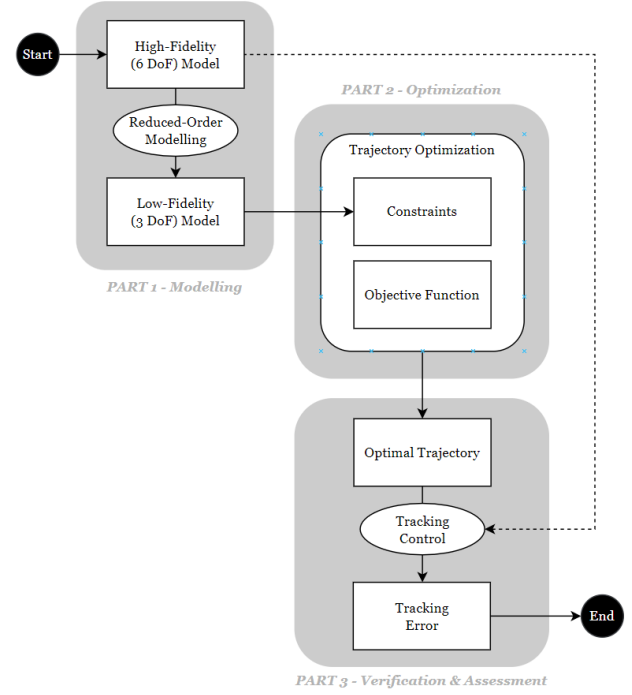 Start
High-Fidelity
(6 DoF) Model
Reduced-Order
Modelling
Low-Fidelity
(3 DoF) Model
PART 1 - Modelling
PART 2 - Optimization
Trajectory Optimization
Constraints
Objective Function
Optimal Trajectory
Tracking
Control
Tracking
Error
End
PART 3 - Verification & Assessment